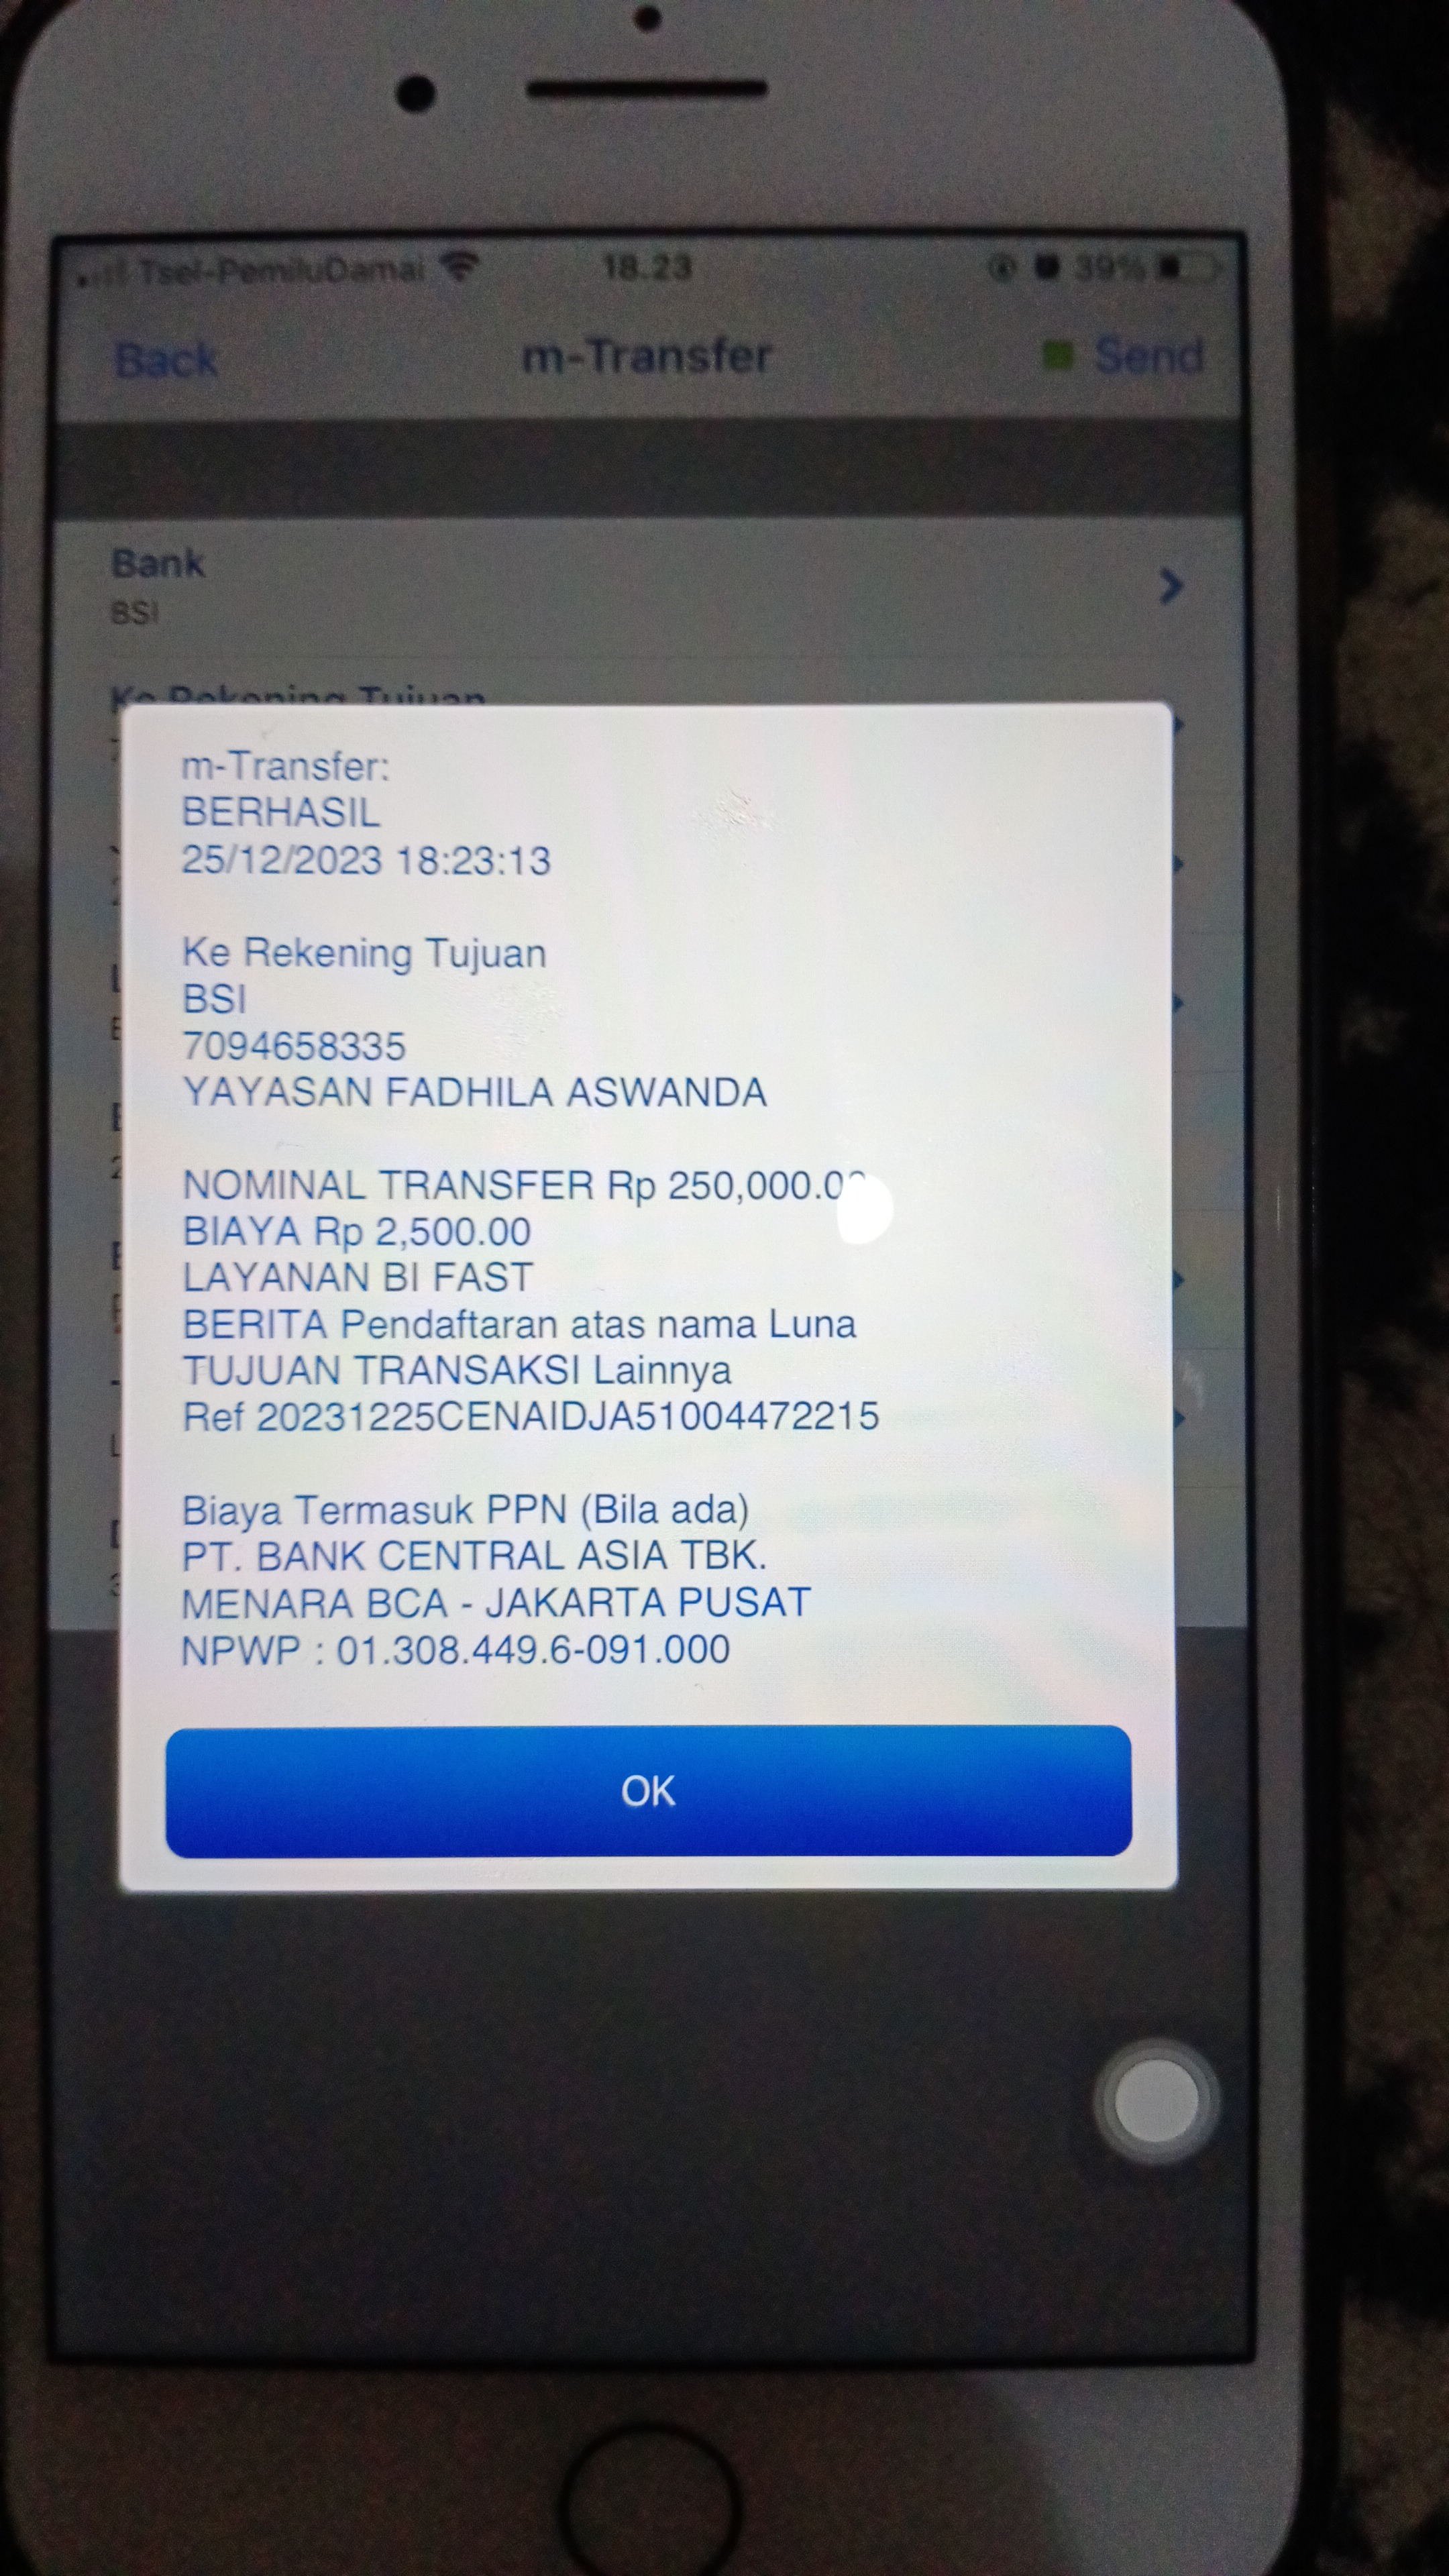 Tsel-PemiluDamai 18.23 39%
Back m-Transfer Send
Bank
BSI
Ke Rekening Tujuan
m-Transfer:
BERHASIL
25/12/2023 18:23:13
Ke Rekening Tujuan
BSI
7094658335
YAYASAN FADHILA ASWANDA
NOMINAL TRANSFER Rp 250,000.00
BIAYA Rp 2,500.00
LAYANAN BI FAST
BERITA Pendaftaran atas nama Luna
TUJUAN TRANSAKSI Lainnya
Ref 20231225CENAIDJA51004472215
Biaya Termasuk PPN (Bila ada)
PT. BANK CENTRAL ASIA TBK.
MENARA BCA - JAKARTA PUSAT
NPWP : 01.308.449.6-091.000
OK